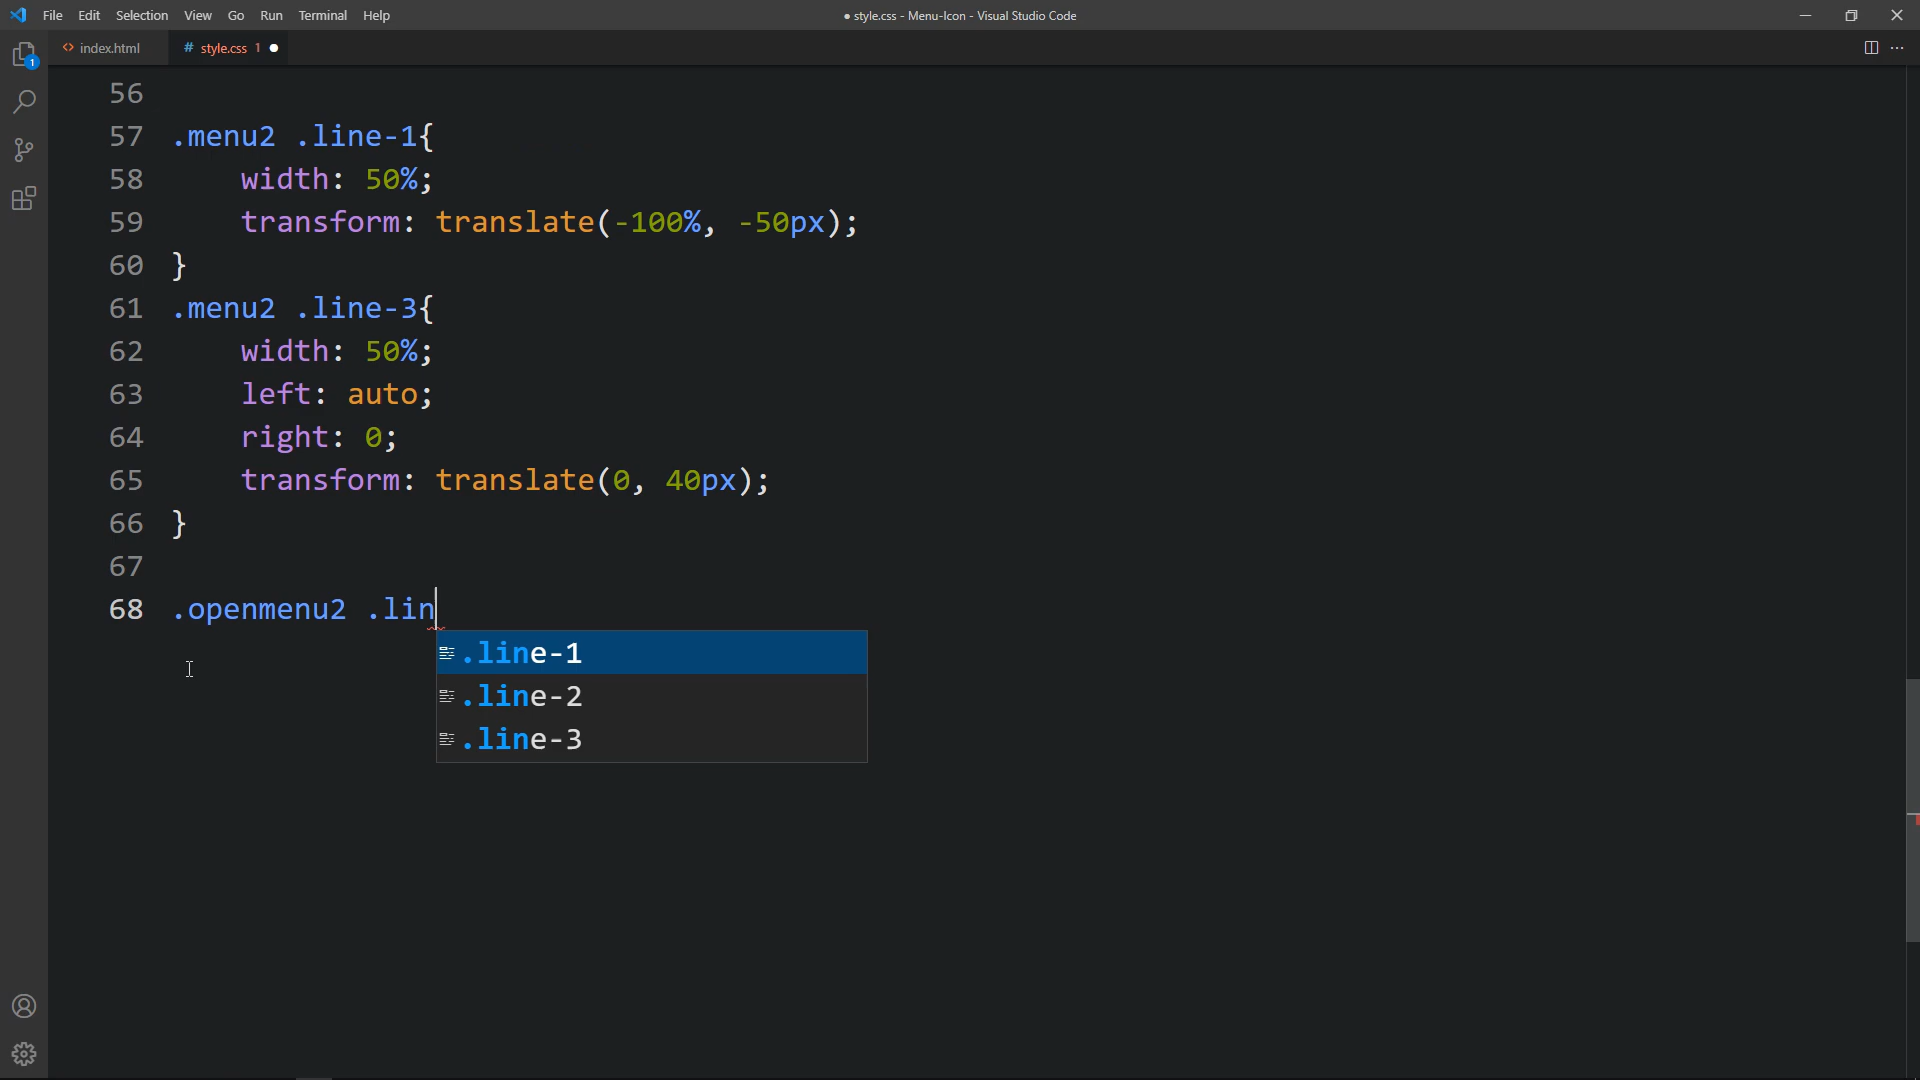 File Edit Selection View Go Run Terminal Help
● style.css - Menu-Icon - Visual Studio Code
<> index.html
# style.css 1 ●
1
56
57 .menu2 .line-1{
58 width: 50%;
59 transform: translate(-100%, -50px);
60 }
61 .menu2 .line-3{
62 width: 50%;
63 left: auto;
64 right: 0;
65 transform: translate(0, 40px);
66 }
67
68 .openmenu2 .lin
.line-1
.line-2
.line-3